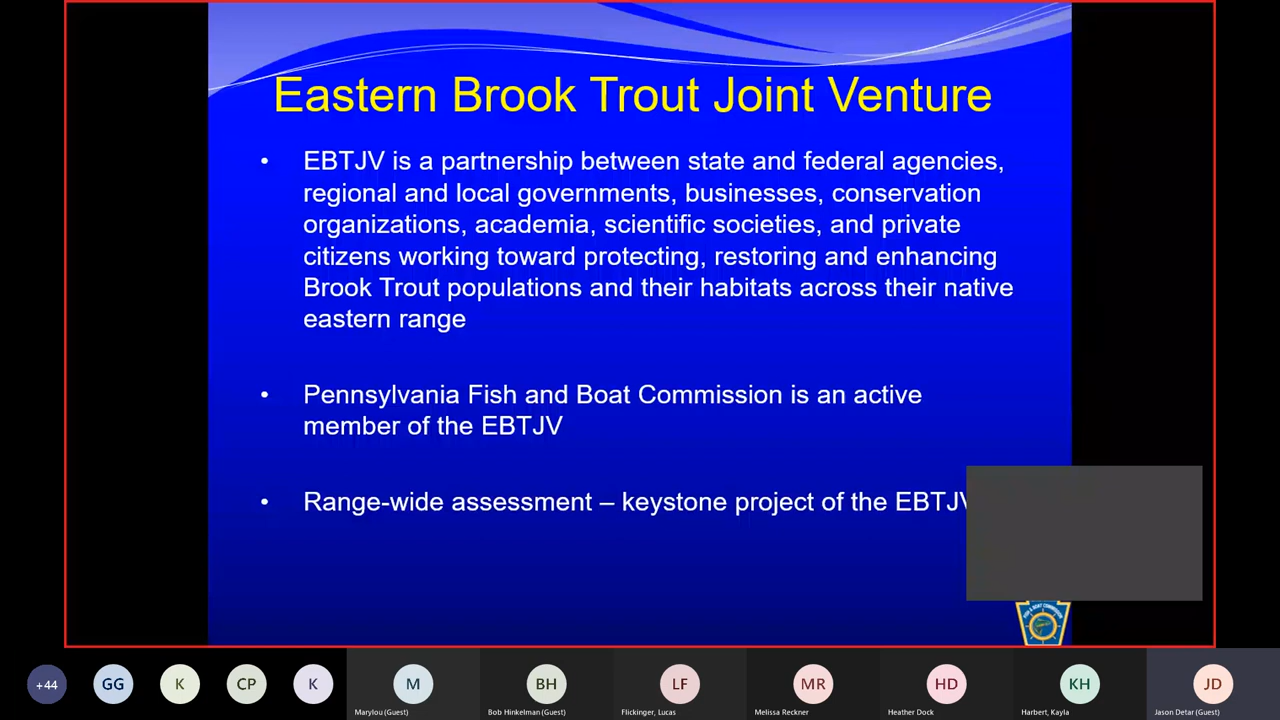 Eastern Brook Trout Joint Venture
• EBTJV is a partnership between state and federal agencies,
regional and local governments, businesses, conservation
organizations, academia, scientific societies, and private
citizens working toward protecting, restoring and enhancing
Brook Trout populations and their habitats across their native
eastern range
• Pennsylvania Fish and Boat Commission is an active
member of the EBTJV
• Range-wide assessment – keystone project of the EBTJV
+44
GG
K
CP
K
M
BH
LF
MR
HD
KH
JD
Marylou (Guest)
Bob Hinkelman (Guest)
Flickinger, Lucas
Melissa Reckner
Heather Dock
Harbert, Kayla
Jason Detar (Guest)